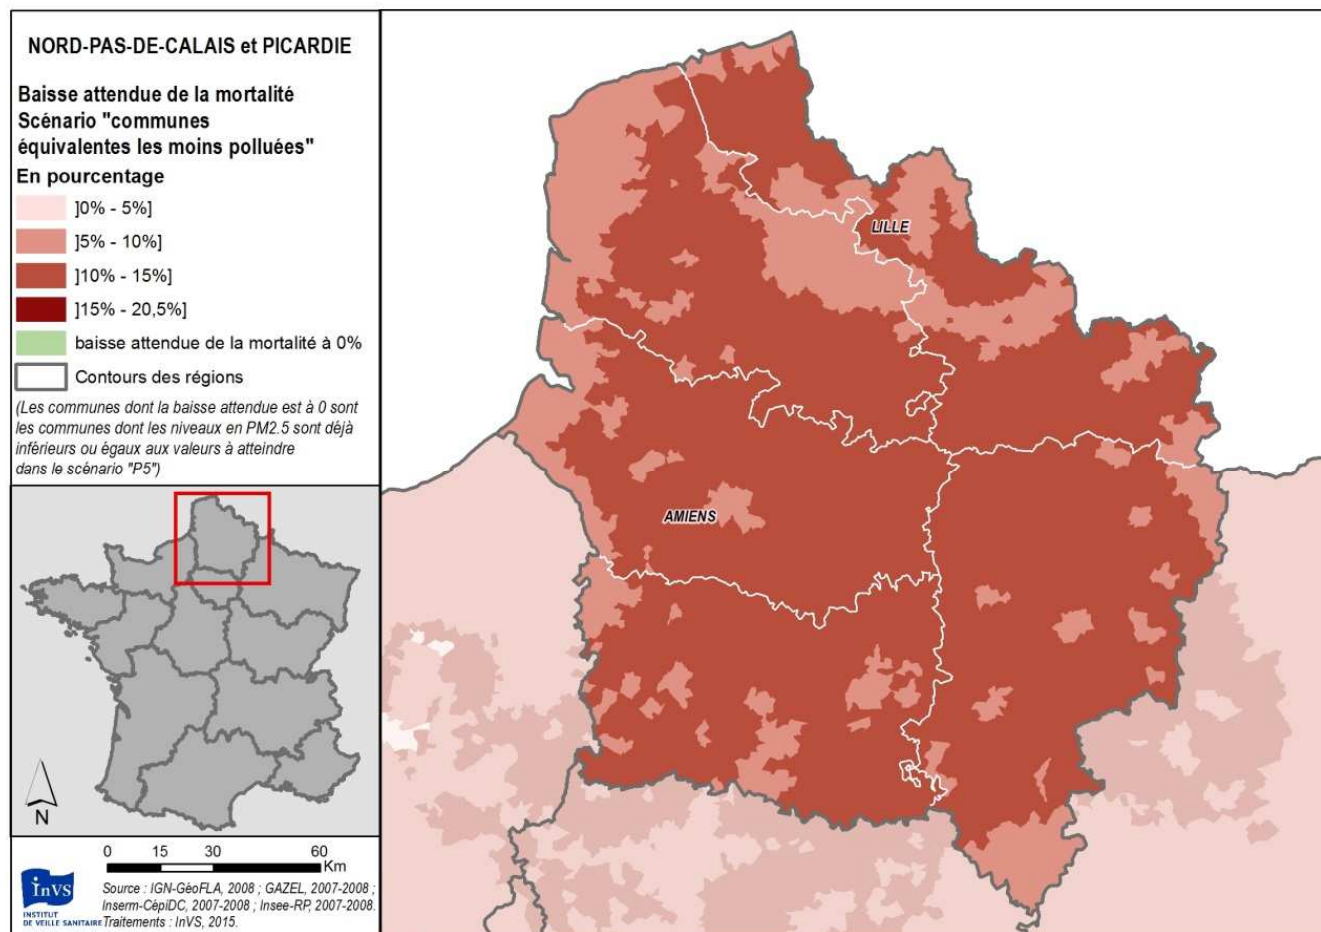 NORD-PAS-DE-CALAIS et PICARDIE
Baisse attendue de la mortalité
Scénario "communes
équivalentes les moins polluées"
En pourcentage
]0% - 5%]
]5% - 10%]
]10% - 15%]
]15% - 20,5%]
baisse attendue de la mortalité à 0%
Contours des régions
(Les communes dont la baisse attendue est à 0 sont
les communes dont les niveaux en PM2.5 sont déjà
inférieurs ou égaux aux valeurs à atteindre
dans le scénario "P5")
N
0 15 30 60
Km
InVS
INSTITUT
DE VEILLE SANITAIRE
Source : IGN-GéoFLA, 2008 ; GAZEL, 2007-2008 ;
Inserm-CépiDC, 2007-2008 ; Insee-RP, 2007-2008.
Traitements : InVS, 2015.
LILLE
AMIENS